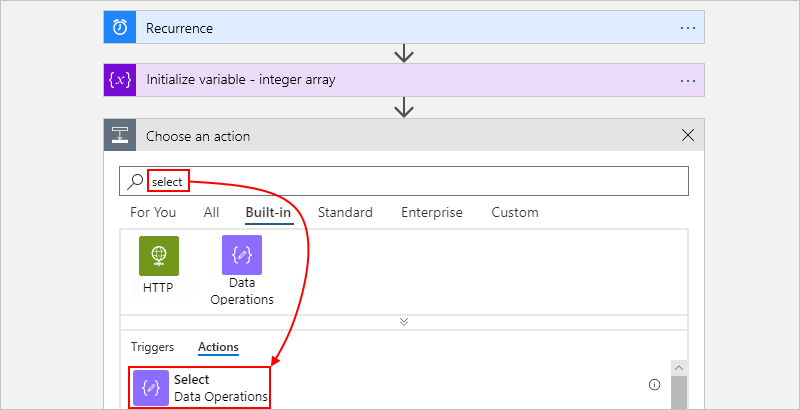 Recurrence
{x} Initialize variable - integer array
Choose an action
select
For You All Built-in Standard Enterprise Custom
HTTP
Data
Operations
Triggers Actions
Select
Data Operations